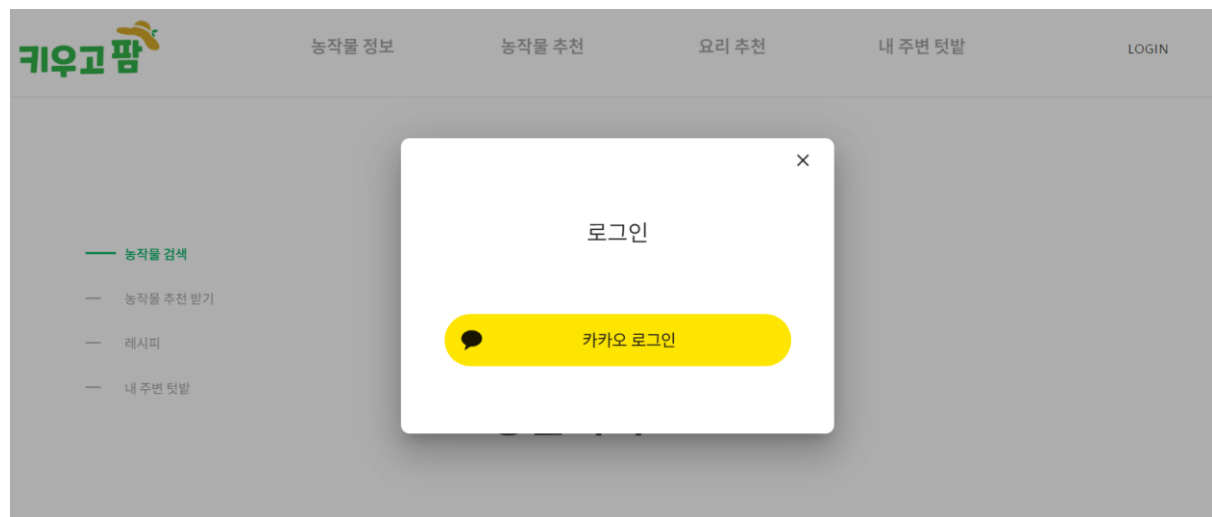 키우고팜
농작물 정보
농작물 추천
요리 추천
내 주변 텃밭
LOGIN
로그인
카카오 로그인
농작물 검색
농작물 추천 받기
레시피
내 주변 텃밭